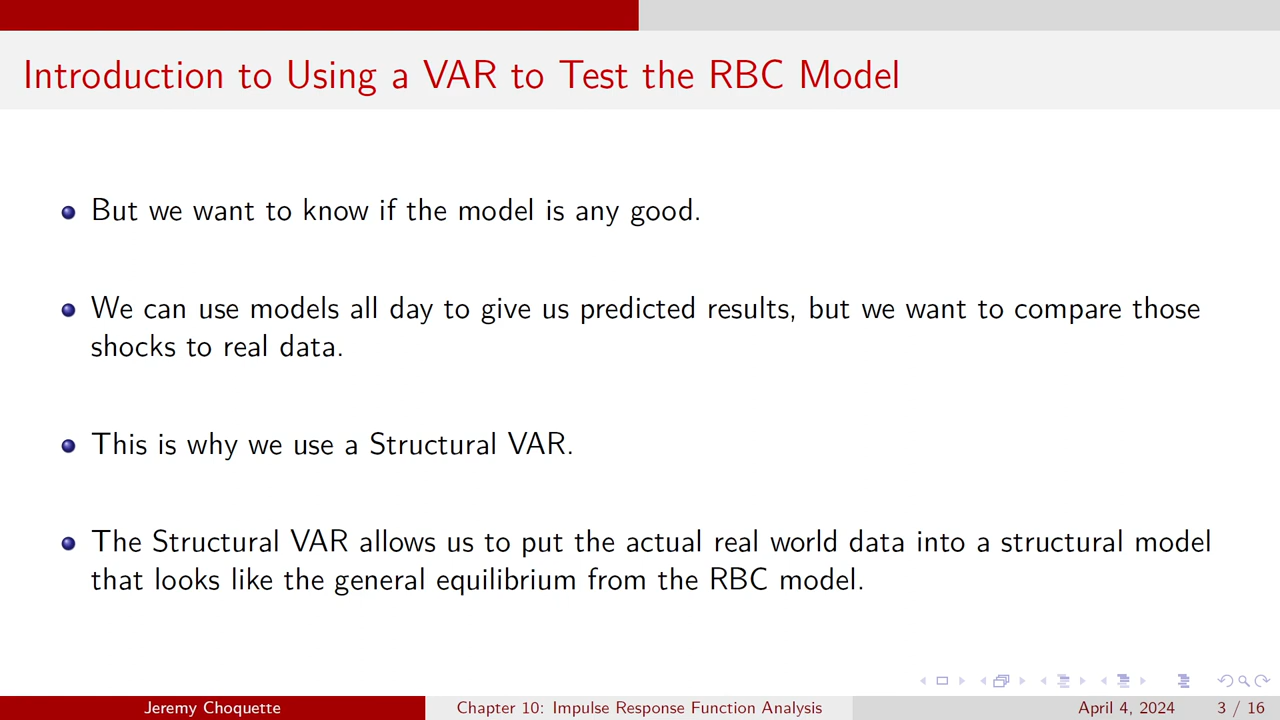 Introduction to Using a VAR to Test the RBC Model
But we want to know if the model is any good.
We can use models all day to give us predicted results, but we want to compare those
shocks to real data.
This is why we use a Structural VAR.
The Structural VAR allows us to put the actual real world data into a structural model
that looks like the general equilibrium from the RBC model.
Jeremy Choquette
Chapter 10: Impulse Response Function Analysis
April 4, 2024
3 / 16